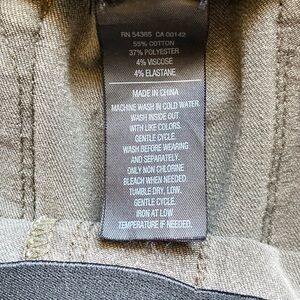 RN 54365 CA 00142
55% COTTON
37% POLYESTER
4% VISCOSE
4% ELASTANE
MADE IN CHINA
MACHINE WASH IN COLD WATER.
WASH INSIDE OUT
WITH LIKE COLORS.
GENTLE CYCLE.
WASH BEFORE WEARING
AND SEPARATELY.
ONLY NON CHLORINE
BLEACH WHEN NEEDED.
TUMBLE DRY, LOW.
GENTLE CYCLE.
IRON AT LOW
TEMPERATURE IF NEEDED.